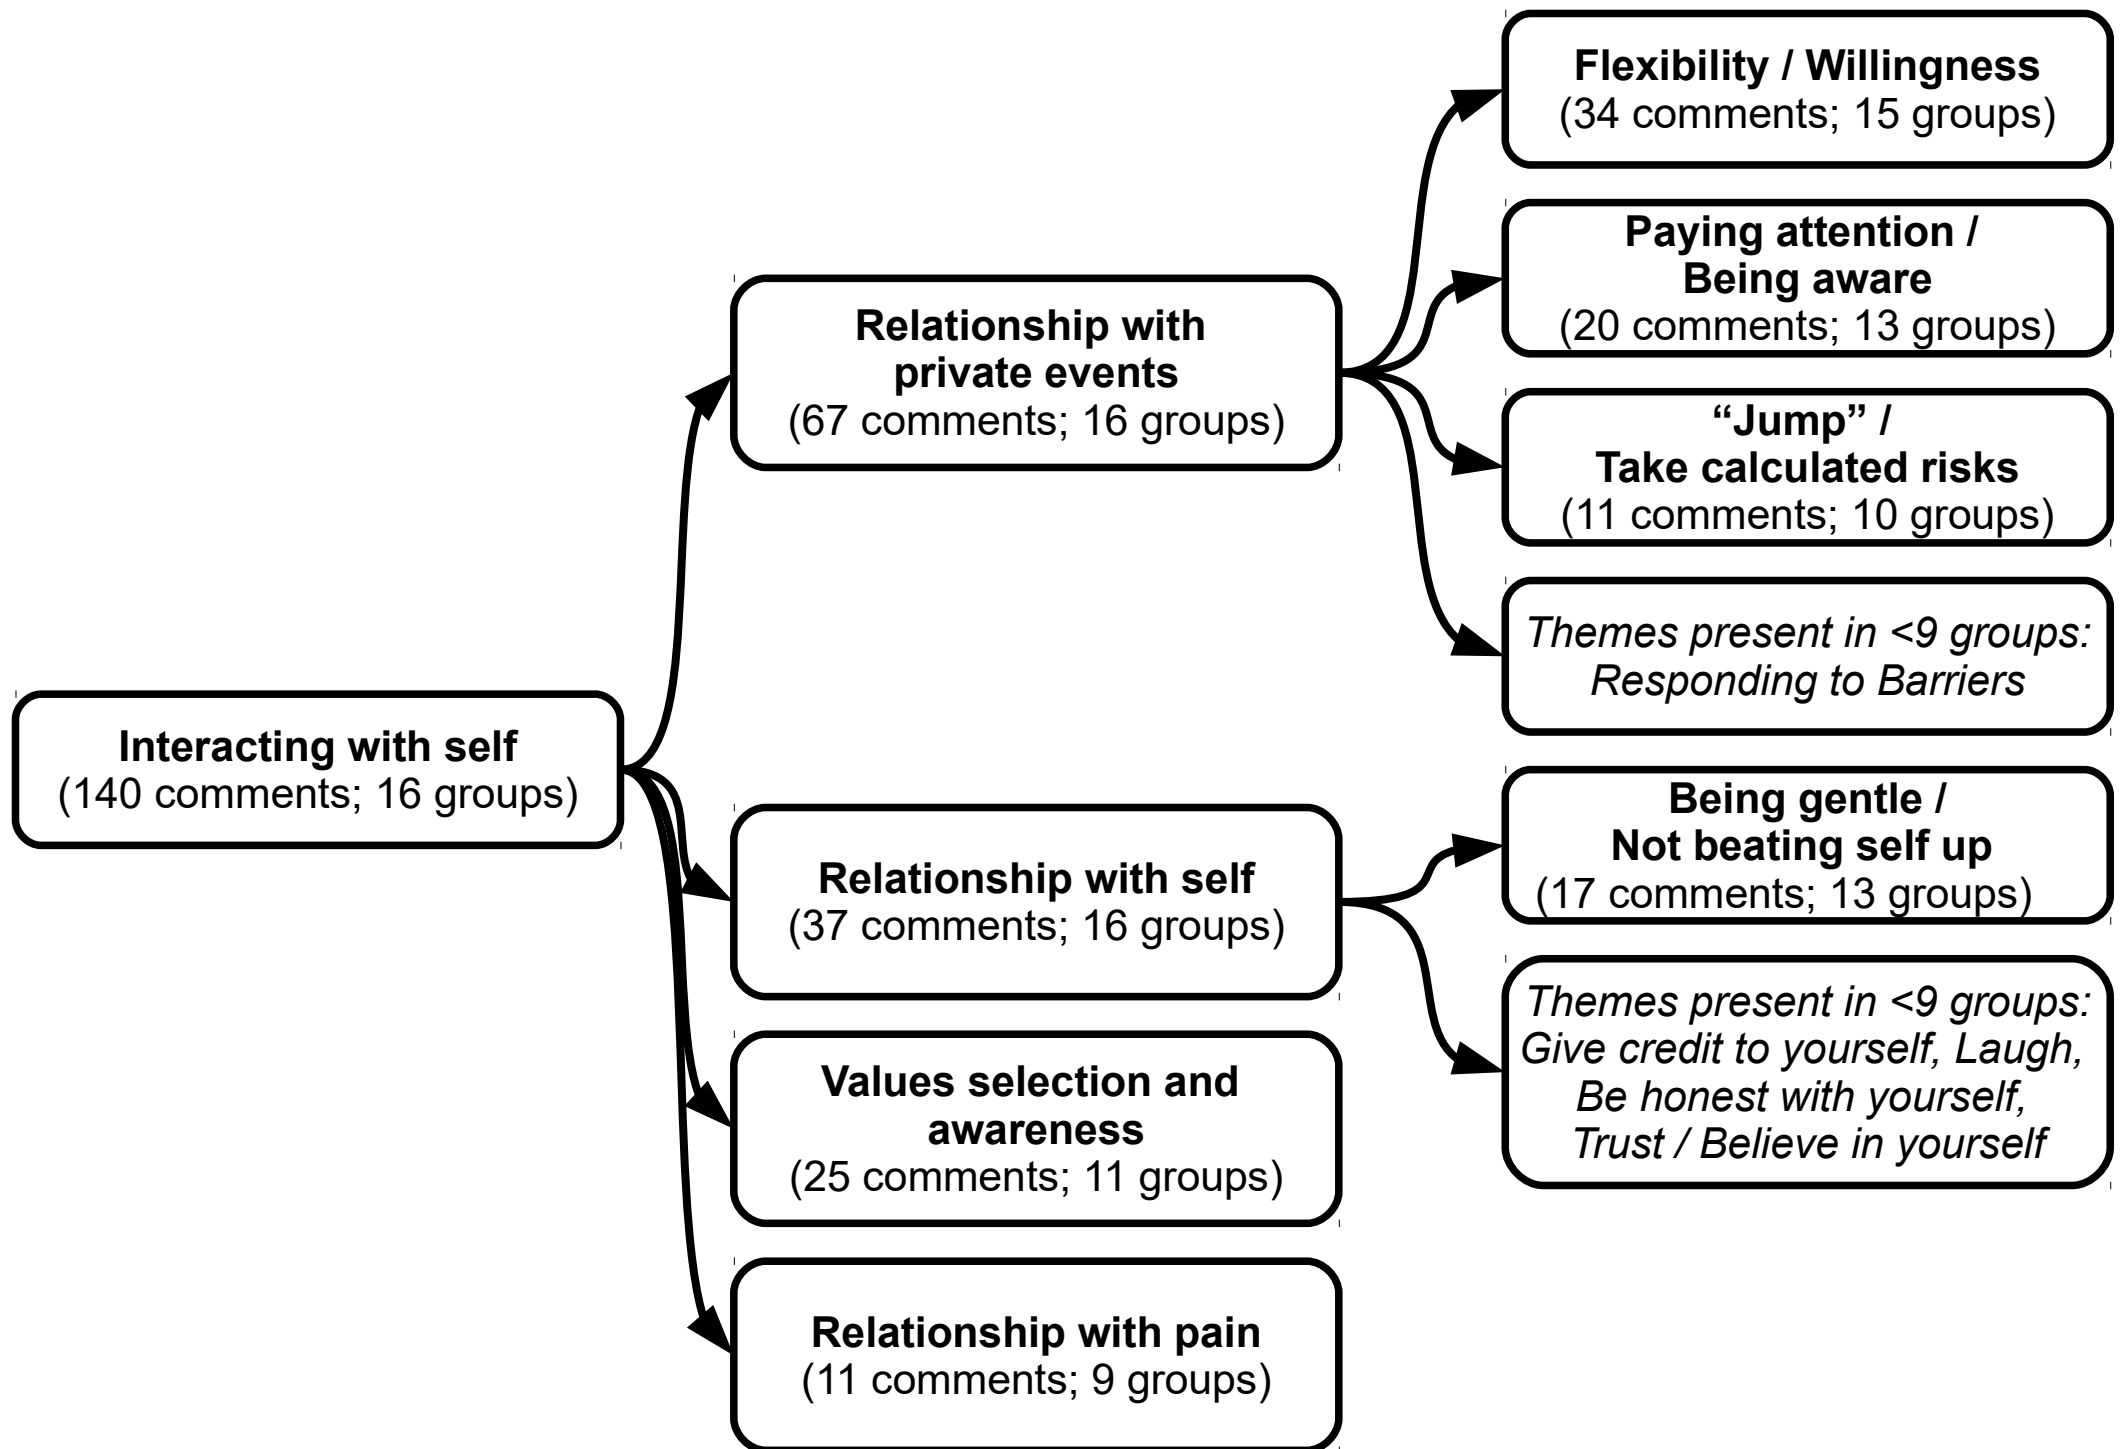 Interacting with self
(140 comments; 16 groups)
Relationship with
private events
(67 comments; 16 groups)
Flexibility / Willingness
(34 comments; 15 groups)
Paying attention /
Being aware
(20 comments; 13 groups)
“Jump” /
Take calculated risks
(11 comments; 10 groups)
Themes present in <9 groups:
Responding to Barriers
Relationship with self
(37 comments; 16 groups)
Being gentle /
Not beating self up
(17 comments; 13 groups)
Themes present in <9 groups:
Give credit to yourself, Laugh,
Be honest with yourself,
Trust / Believe in yourself
Values selection and
awareness
(25 comments; 11 groups)
Relationship with pain
(11 comments; 9 groups)